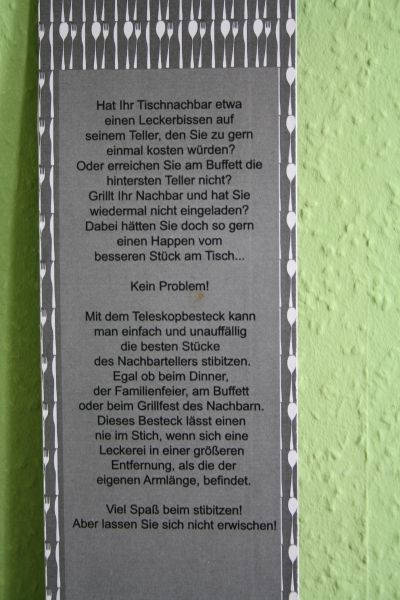 Hat Ihr Tischnachbar etwa
einen Leckerbissen auf
seinem Teller, den Sie zu gern
einmal kosten würden?
Oder erreichen Sie am Buffett die
hintersten Teller nicht?
Grillt Ihr Nachbar und hat Sie
wiedermal nicht eingeladen?
Dabei hätten Sie doch so gern
einen Happen vom
besseren Stück am Tisch...
Kein Problem!
Mit dem Teleskopbesteck kann
man einfach und unauffällig
die besten Stücke
des Nachbartellers stibitzen.
Egal ob beim Dinner,
der Familienfeier, am Buffett
oder beim Grillfest des Nachbarn.
Dieses Besteck lässt einen
nie im Stich, wenn sich eine
Leckerei in einer größeren
Entfernung, als die der
eigenen Armlänge, befindet.
Viel Spaß beim stibitzen!
Aber lassen Sie sich nicht erwischen!